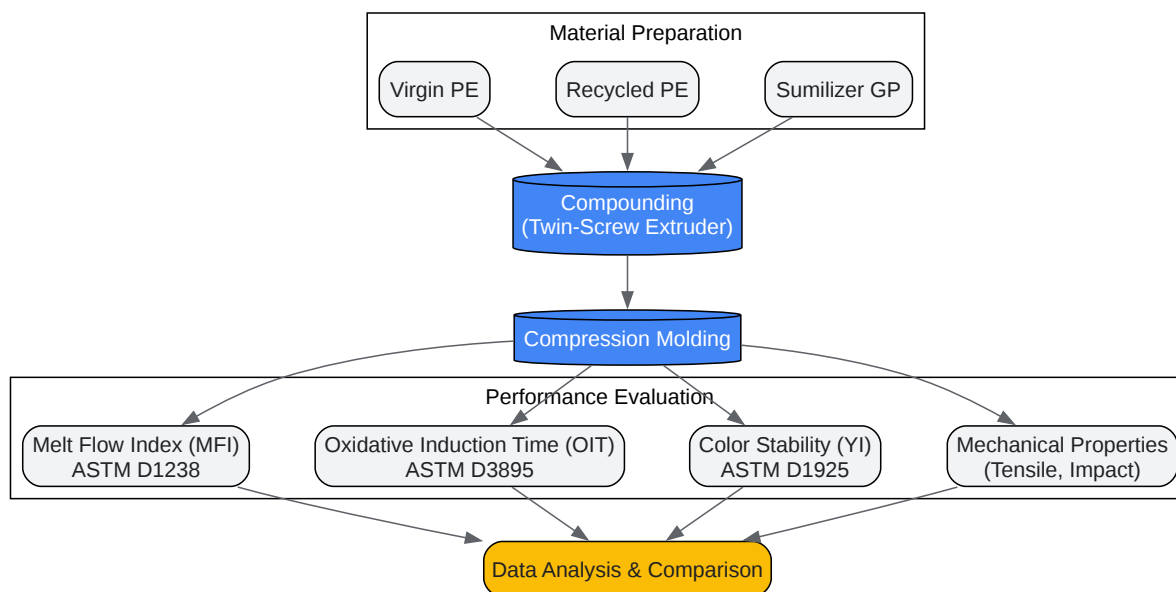 Material Preparation
Virgin PE
Recycled PE
Sumilizer GP
Compounding
(Twin-Screw Extruder)
Compression Molding
Performance Evaluation
Melt Flow Index (MFI)
ASTM D1238
Oxidative Induction Time (OIT)
ASTM D3895
Color Stability (YI)
ASTM D1925
Mechanical Properties
(Tensile, Impact)
Data Analysis & Comparison